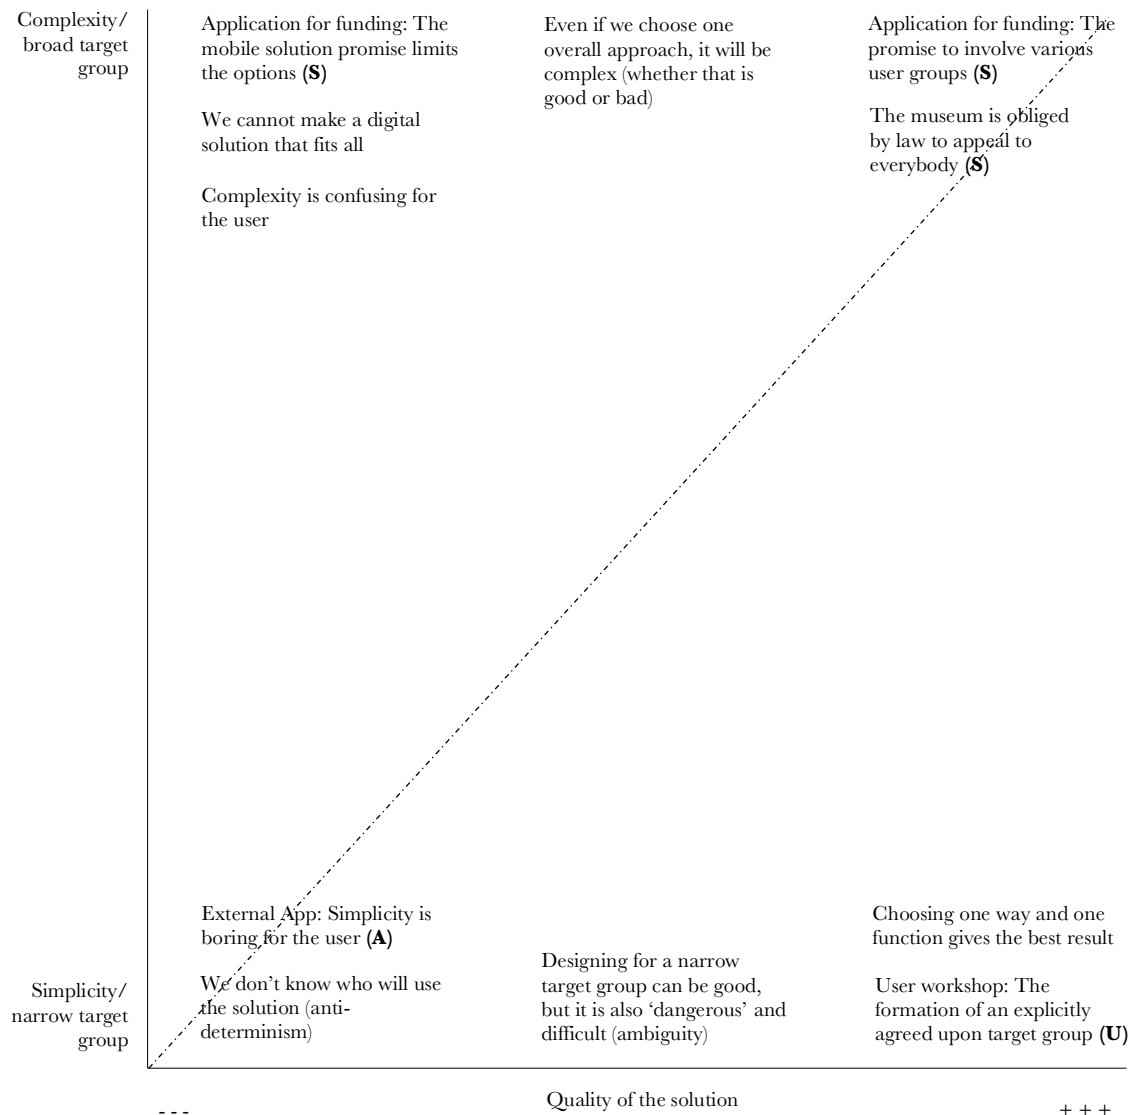 Complexity/
broad target
group
Application for funding: The
mobile solution promise limits
the options (S)
We cannot make a digital
solution that fits all
Complexity is confusing for
the user
Even if we choose one
overall approach, it will be
complex (whether that is
good or bad)
Application for funding: The
promise to involve various
user groups (S)
The museum is obliged
by law to appeal to
everybody (S)
External App: Simplicity is
boring for the user (A)
We don’t know who will use
the solution (anti-
determinism)
Designing for a narrow
target group can be good,
but it is also ‘dangerous’ and
difficult (ambiguity)
Choosing one way and one
function gives the best result
User workshop: The
formation of an explicitly
agreed upon target group (U)
Simplicity/
narrow target
group
- - -
Quality of the solution
+ + +